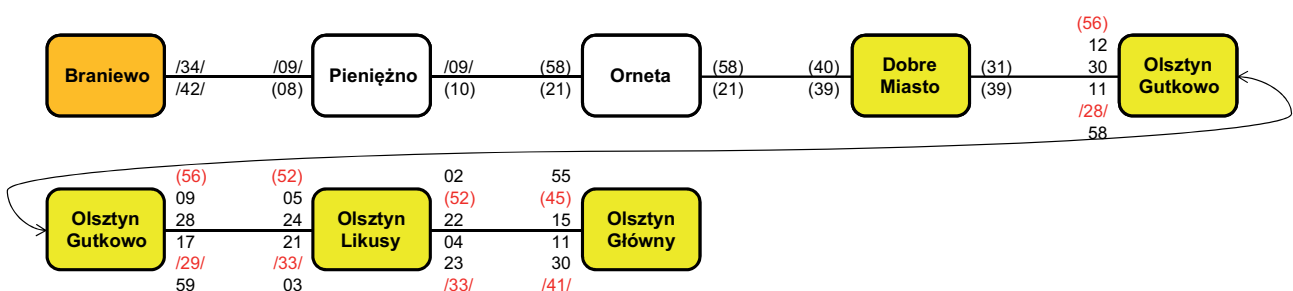 (56)
12
Braniewo /34/ /09/ Pieniężno /09/ (58) Orneta (58) (40) Dobre Miasto (31) 30 Olsztyn Gutkowo
/42/ (08) (10) (21) (21) (39) (39) 11
/28/
58
(56) (52) 02 55
09 05 (52) (45)
Olsztyn Gutkowo 28 24 Olsztyn Likusy 22 15 Olsztyn Główny
17 21 04 11
/29/ /33/ 23 30
59 03 /33/ /41/